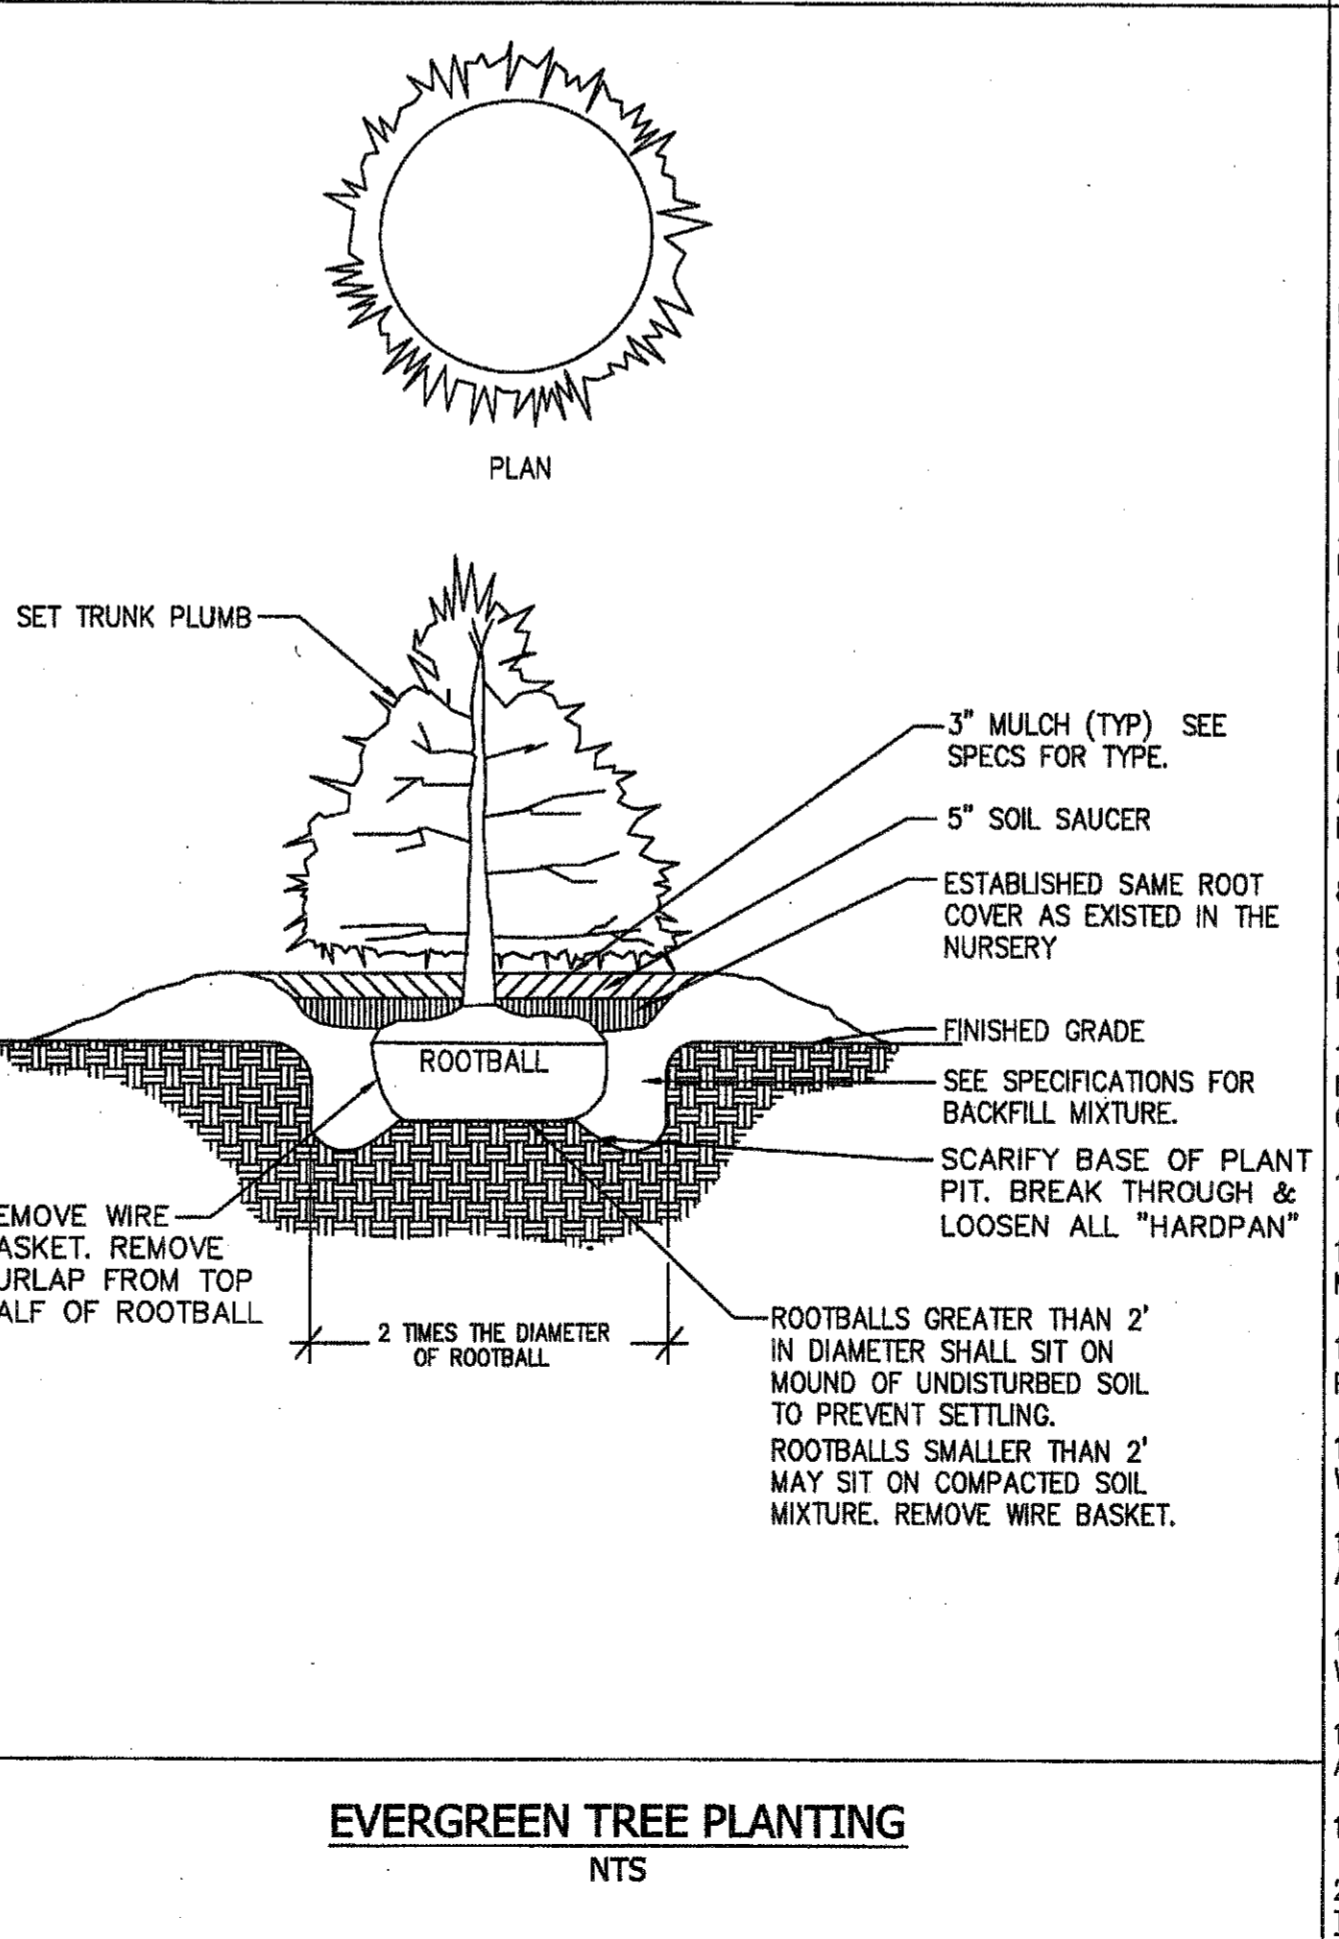 PLAN
SET TRUNK PLUMB
3" MULCH (TYP) SEE
SPECS FOR TYPE.
5" SOIL SAUCER
ESTABLISHED SAME ROOT
COVER AS EXISTED IN THE
NURSERY
FINISHED GRADE
ROOTBALL
SEE SPECIFICATIONS FOR
BACKFILL MIXTURE.
SCARIFY BASE OF PLANT
PIT. BREAK THROUGH &
LOOSEN ALL "HARDPAN"
EMOVE WIRE
ASKET. REMOVE
URLAP FROM TOP
ALF OF ROOTBALL
2 TIMES THE DIAMETER
OF ROOTBALL
ROOTBALLS GREATER THAN 2'
IN DIAMETER SHALL SIT ON
MOUND OF UNDISTURBED SOIL
TO PREVENT SETTLING.
ROOTBALLS SMALLER THAN 2'
MAY SIT ON COMPACTED SOIL
MIXTURE. REMOVE WIRE BASKET.
EVERGREEN TREE PLANTING
NTS